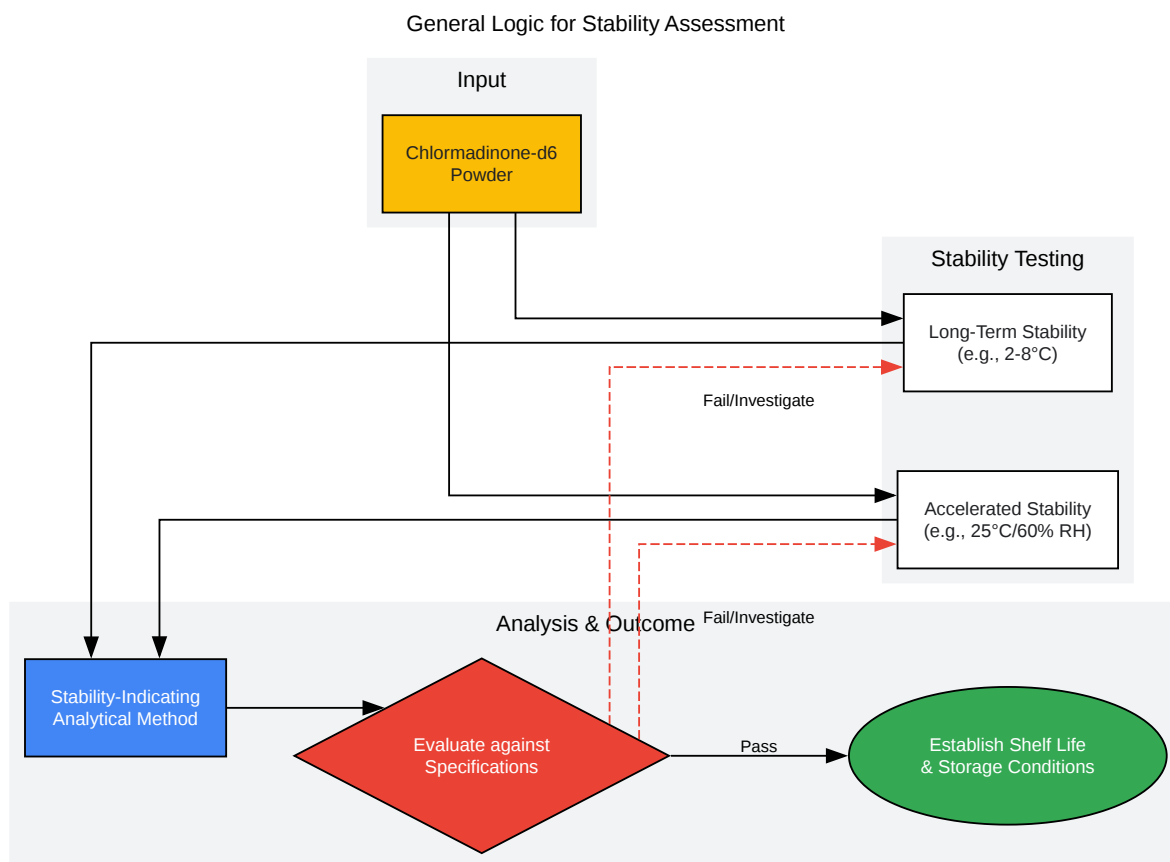 General Logic for Stability Assessment
Input
Chlormadinone-d6
Powder
Stability Testing
Long-Term Stability
(e.g., 2-8°C)
Fail/Investigate
Accelerated Stability
(e.g., 25°C/60% RH)
Fail/Investigate
Analysis & Outcome
Stability-Indicating
Analytical Method
Evaluate against
Specifications
Pass
Establish Shelf Life
& Storage Conditions